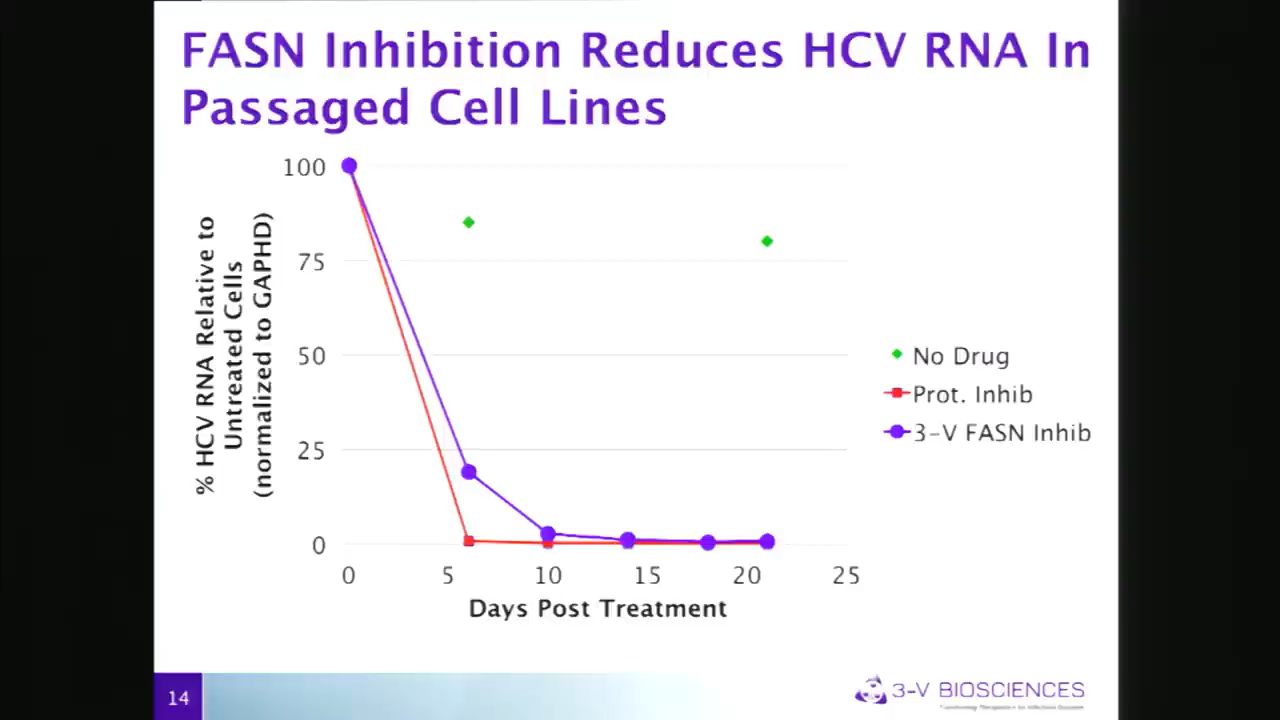 FASN Inhibition Reduces HCV RNA In
Passaged Cell Lines
% HCV RNA Relative to
Untreated Cells
(normalized to GAPHD)
100
75
50
25
0
0 5 10 15 20 25
Days Post Treatment
No Drug
Prot. Inhib
3-V FASN Inhib
14
3-V BIOSCIENCES